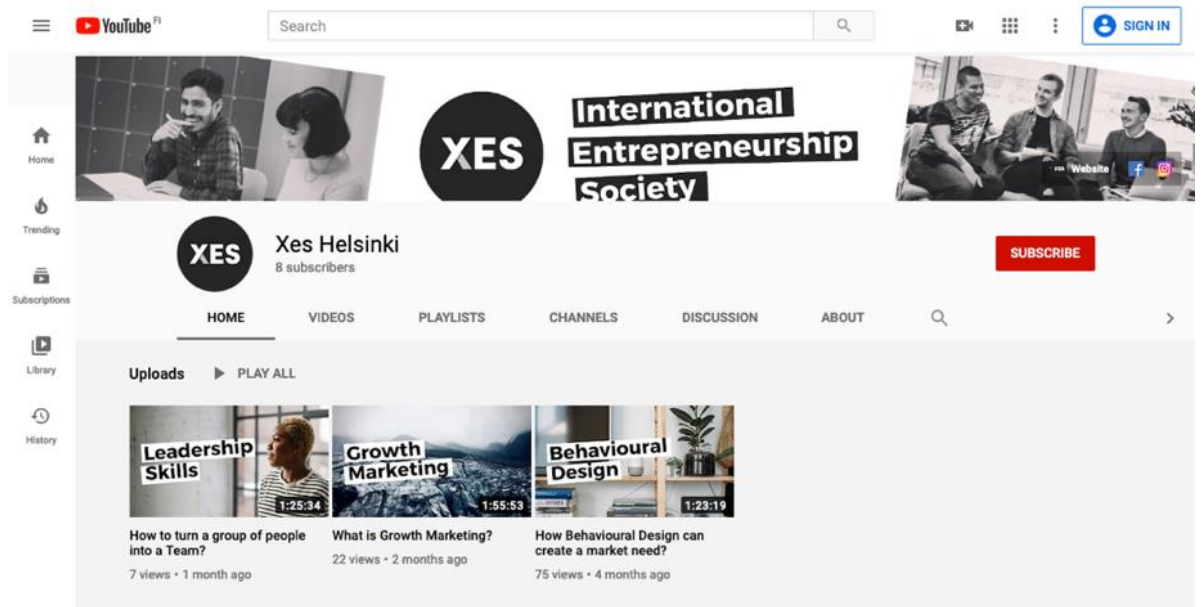 YouTube FI
Search
SIGN IN
Home
Trending
Subscriptions
Library
History
XES
International
Entrepreneurship
Society
Website
XES
Xes Helsinki
8 subscribers
SUBSCRIBE
HOME VIDEOS PLAYLISTS CHANNELS DISCUSSION ABOUT
Uploads PLAY ALL
Leadership
Skills
1:25:34
How to turn a group of people
into a Team?
7 views • 1 month ago
Growth
Marketing
1:55:53
What is Growth Marketing?
22 views • 2 months ago
Behavioural
Design
1:23:19
How Behavioural Design can
create a market need?
75 views • 4 months ago